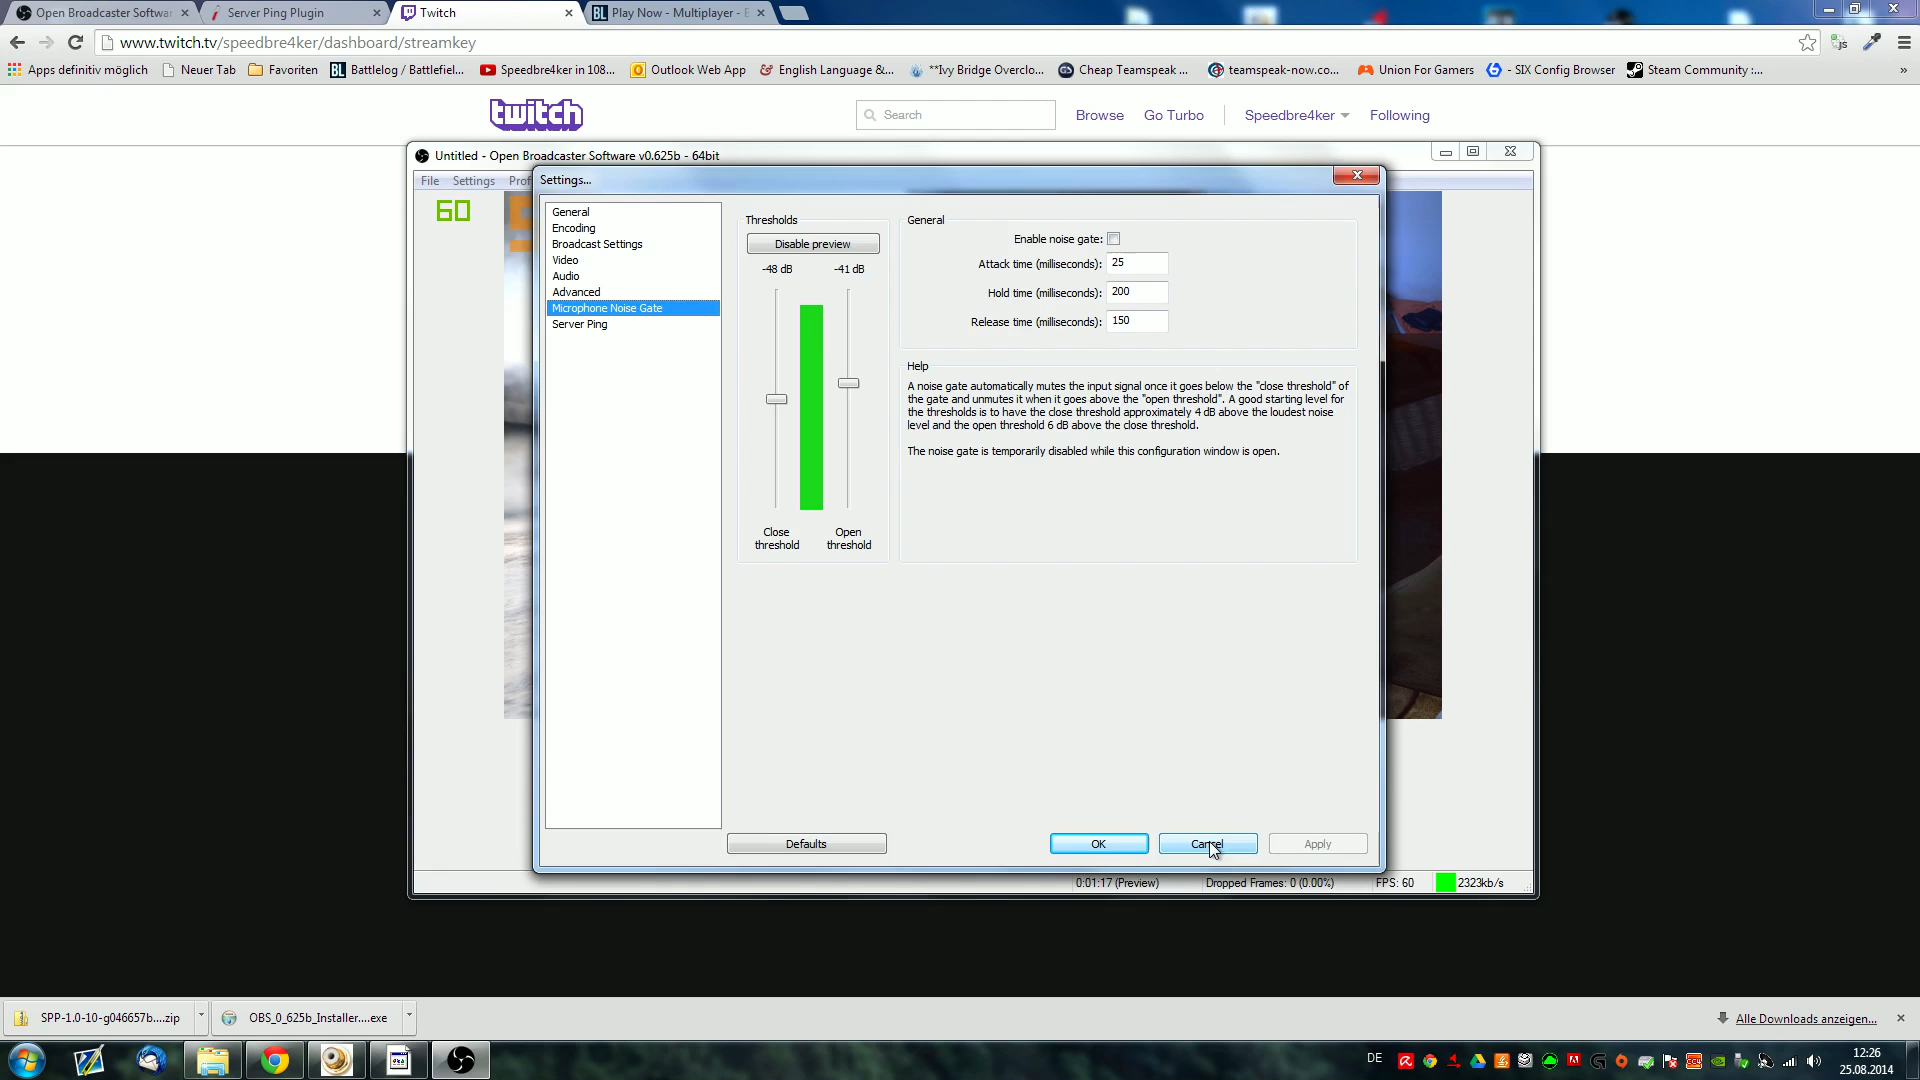 Open Broadcaster Softwar
Server Ping Plugin
Twitch
Play Now - Multiplayer - E
www.twitch.tv/speedbre4ker/dashboard/streamkey
Apps definitiv möglich
Neuer Tab
Favoriten
Battlelog / Battlefiel...
Speedbre4ker in 108...
Outlook Web App
English Language &...
**Ivy Bridge Overclo...
Cheap Teamspeak ...
teamspeak-now.co...
Union For Gamers
- SIX Config Browser
Steam Community :...
»
twitch
Search
Browse
Go Turbo
Speedbre4ker
Following
Untitled - Open Broadcaster Software v0.625b - 64bit
File
Settings
Prof
60
Settings...
General
Encoding
Broadcast Settings
Video
Audio
Advanced
Microphone Noise Gate
Server Ping
Thresholds
Disable preview
-48 dB
-41 dB
Close
threshold
Open
threshold
General
Enable noise gate:
Attack time (milliseconds): 25
Hold time (milliseconds): 200
Release time (milliseconds): 150
Help
A noise gate automatically mutes the input signal once it goes below the "close threshold" of
the gate and unmutes it when it goes above the "open threshold". A good starting level for
the thresholds is to have the close threshold approximately 4 dB above the loudest noise
level and the open threshold 6 dB above the close threshold.
The noise gate is temporarily disabled while this configuration window is open.
Defaults
OK
Cancel
Apply
0:01:17 (Preview)
Dropped Frames: 0 (0.00%)
FPS: 60
2323kb/s
SPP-1.0-10-g046657b....zip
OBS_0_625b_Installer....exe
Alle Downloads anzeigen...
DE
12:26
25.08.2014